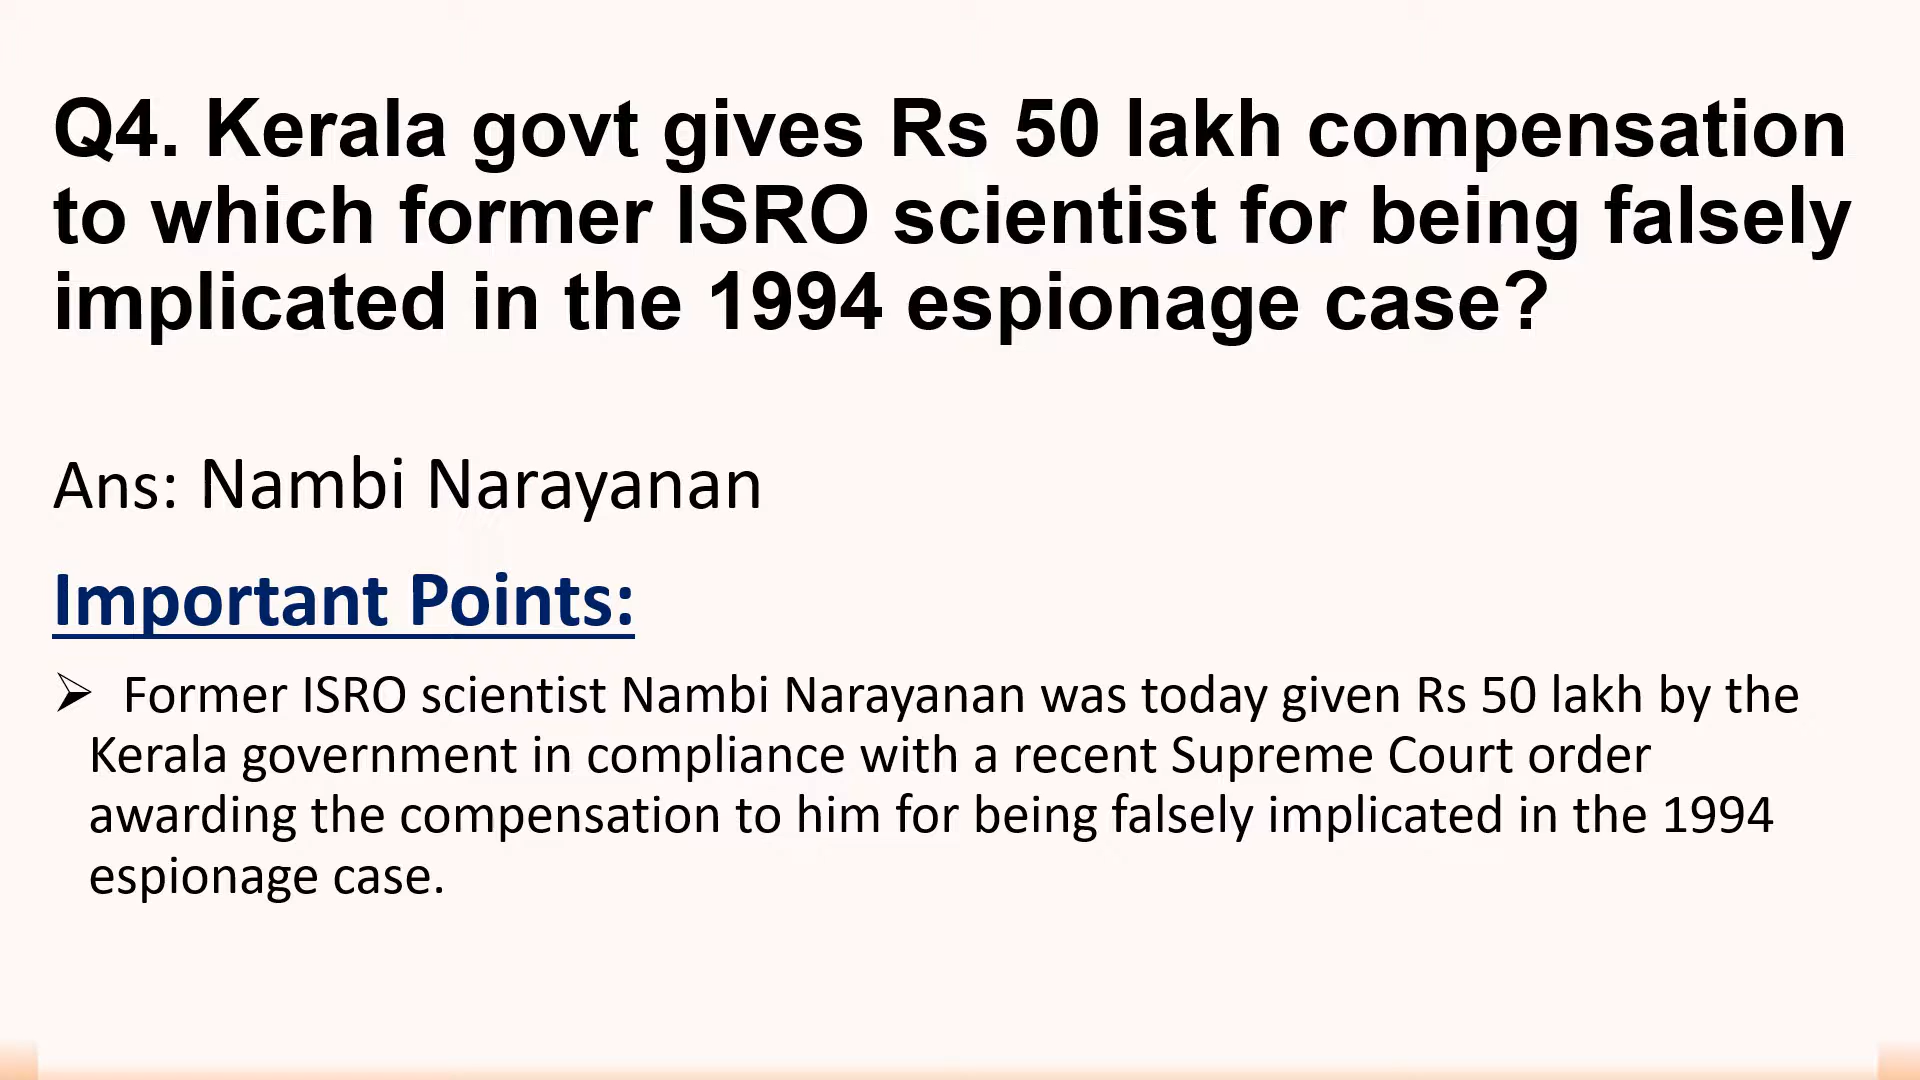 Q4. Kerala govt gives Rs 50 lakh compensation
to which former ISRO scientist for being falsely
implicated in the 1994 espionage case?
Ans: Nambi Narayanan
Important Points:
➢ Former ISRO scientist Nambi Narayanan was today given Rs 50 lakh by the
Kerala government in compliance with a recent Supreme Court order
awarding the compensation to him for being falsely implicated in the 1994
espionage case.